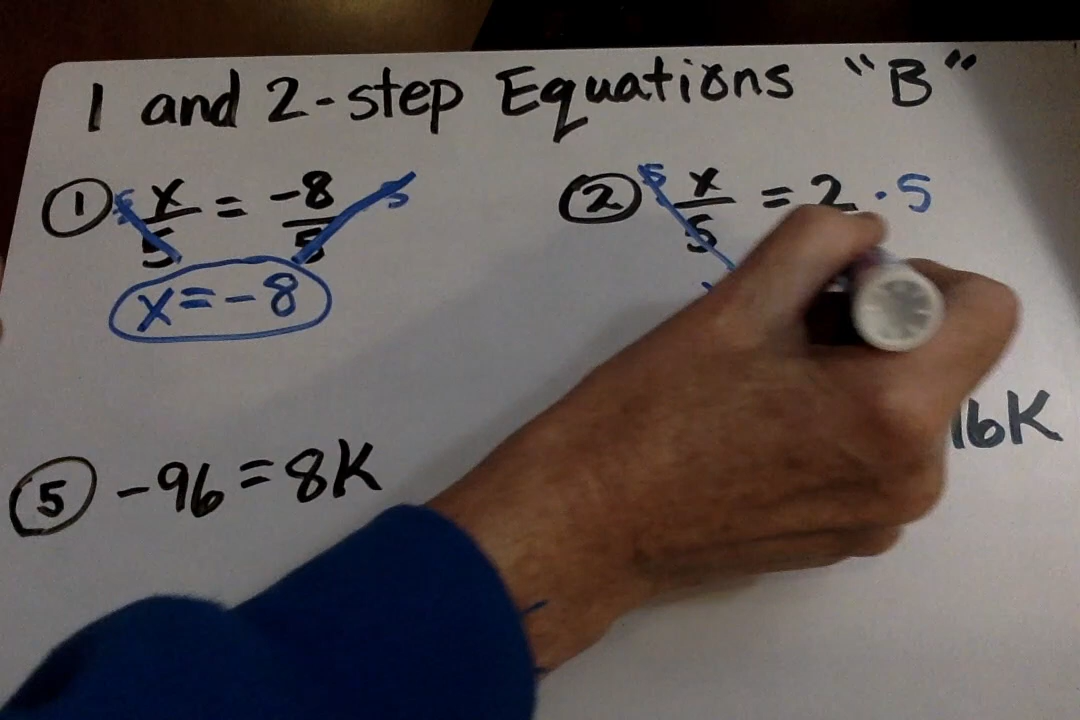 1 and 2-step Equations "B"
① 5 x/5 = -8/5 5
x = -8
② 5 x/5 = 2 · 5
⑤ -96 = 8K
16K